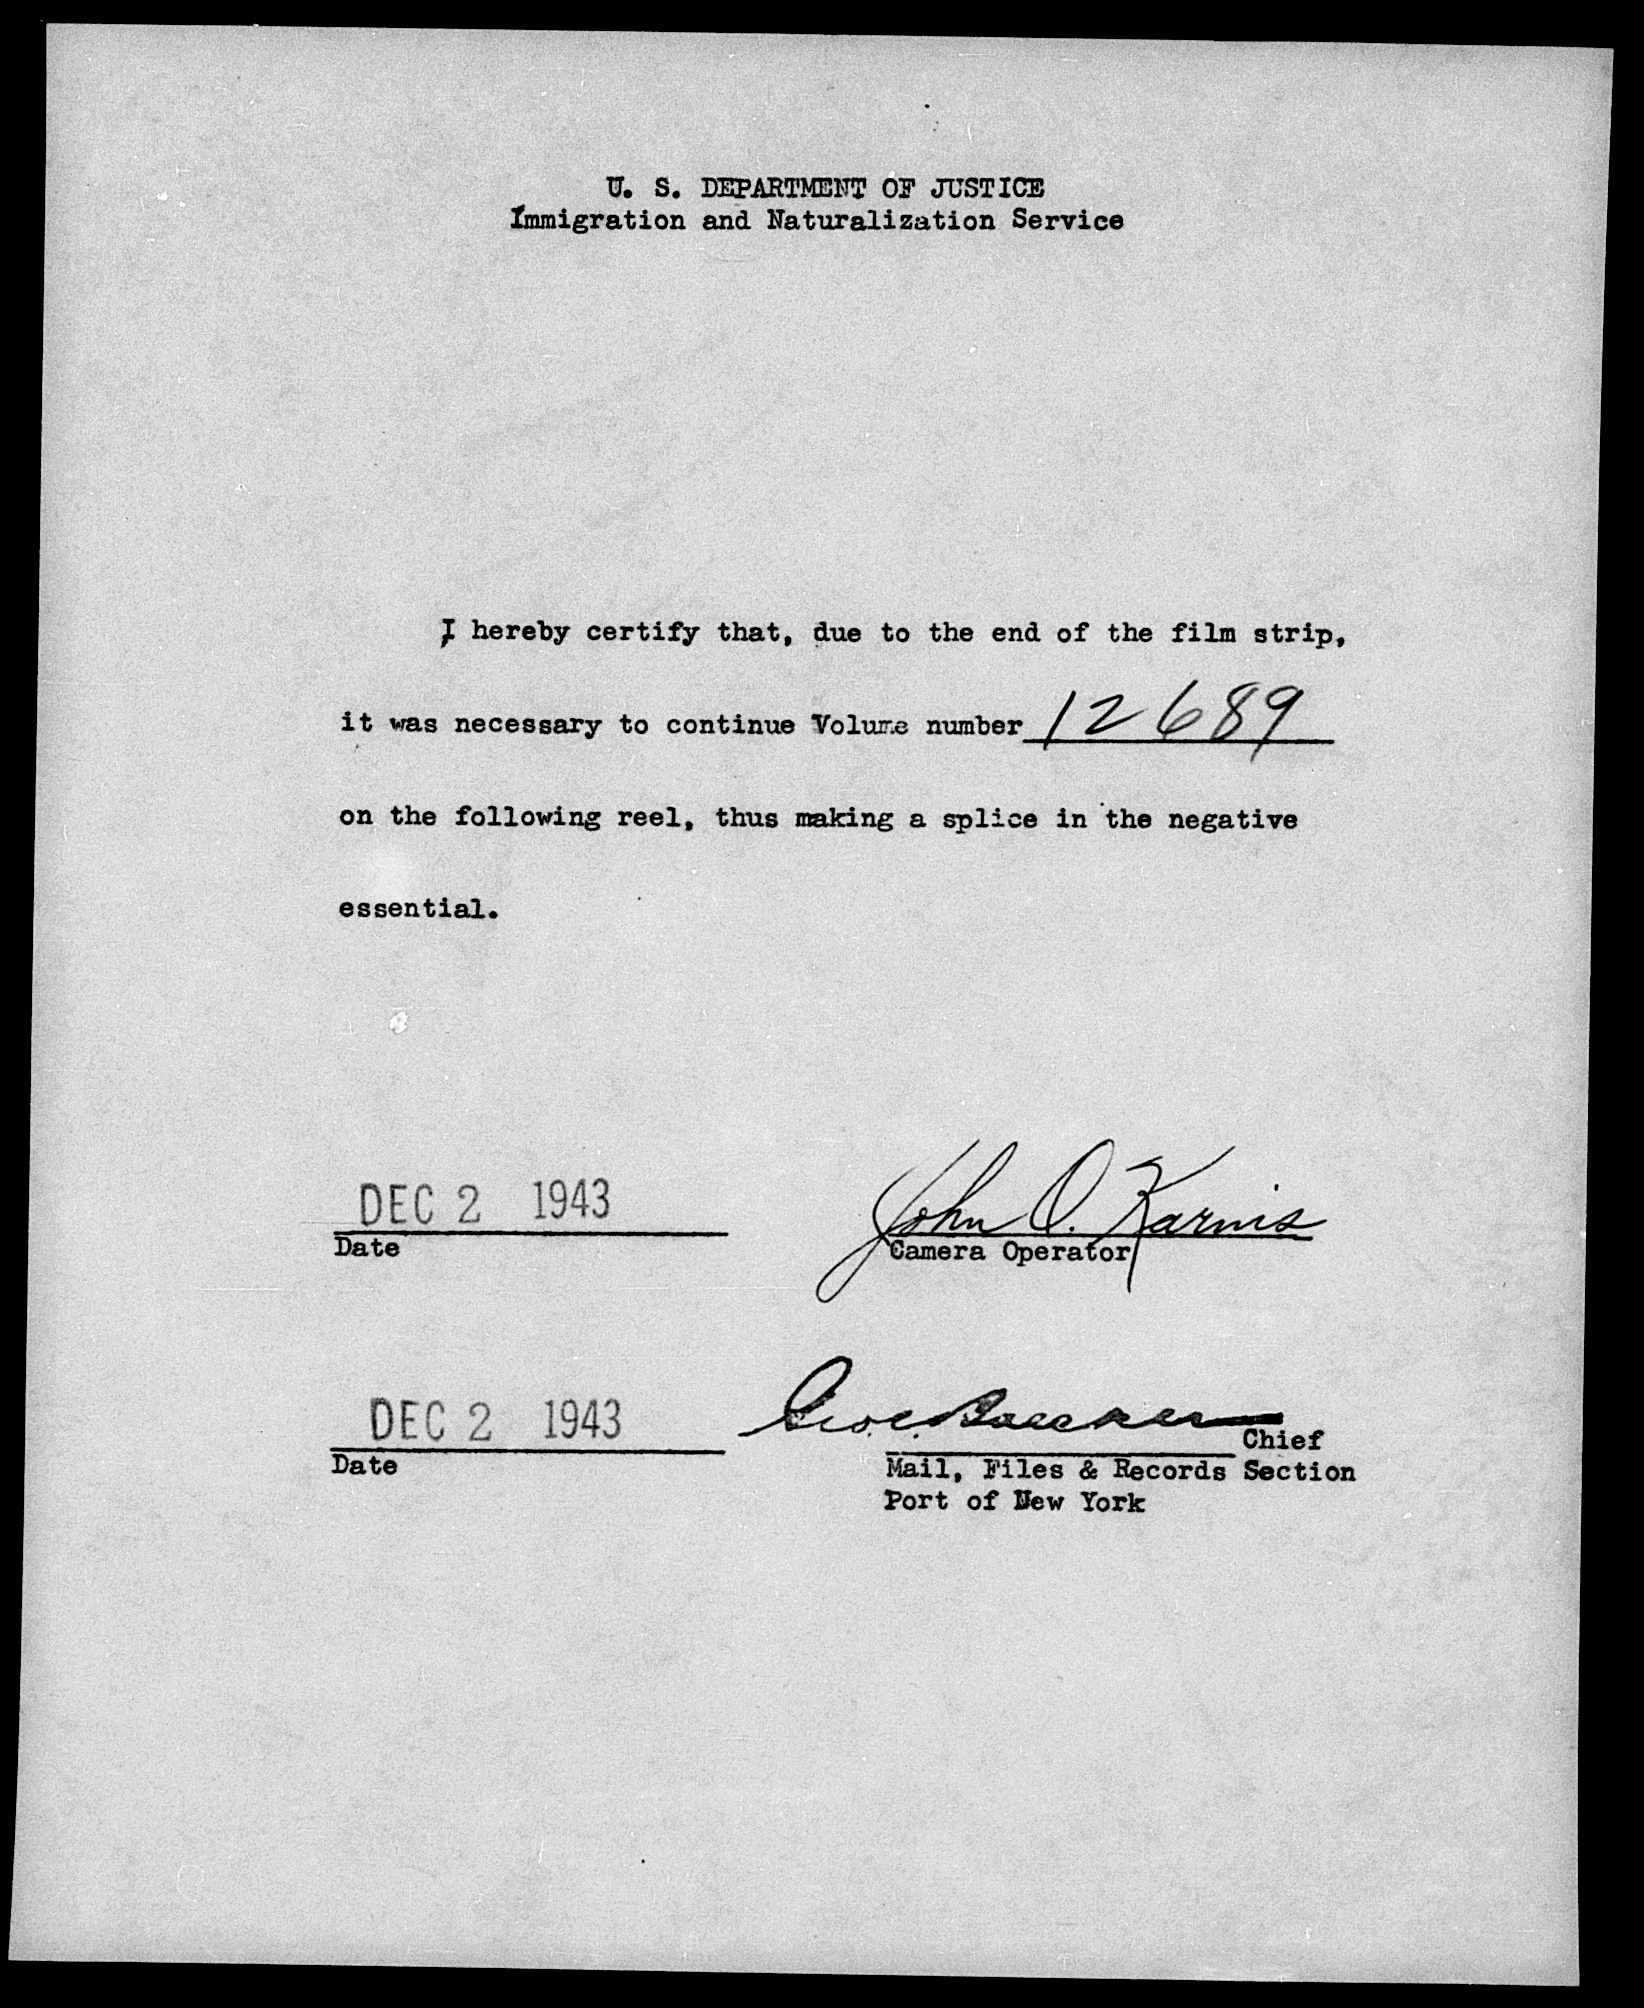 U. S. DEPARTMENT OF JUSTICE
Immigration and Naturalization Service
I hereby certify that, due to the end of the film strip,
it was necessary to continue Volume number 12689
on the following reel, thus making a splice in the negative
essential.
DEC 2 1943
John O. Karnis
Date
Camera Operator
DEC 2 1943
Chief
Date
Mail, Files & Records Section
Port of New York